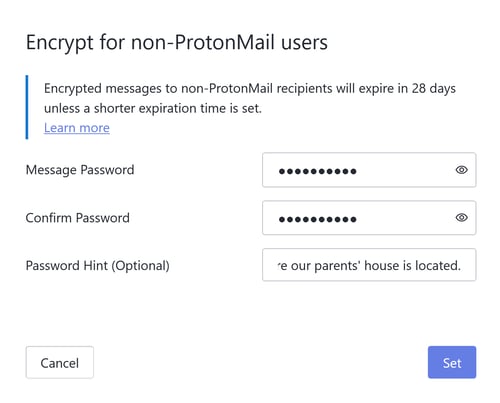 Encrypt for non-ProtonMail users
Encrypted messages to non-ProtonMail recipients will expire in 28 days
unless a shorter expiration time is set.
Learn more
Message Password ●●●●●●●●●●
Confirm Password ●●●●●●●●●●
Password Hint (Optional) re our parents' house is located.
Cancel Set